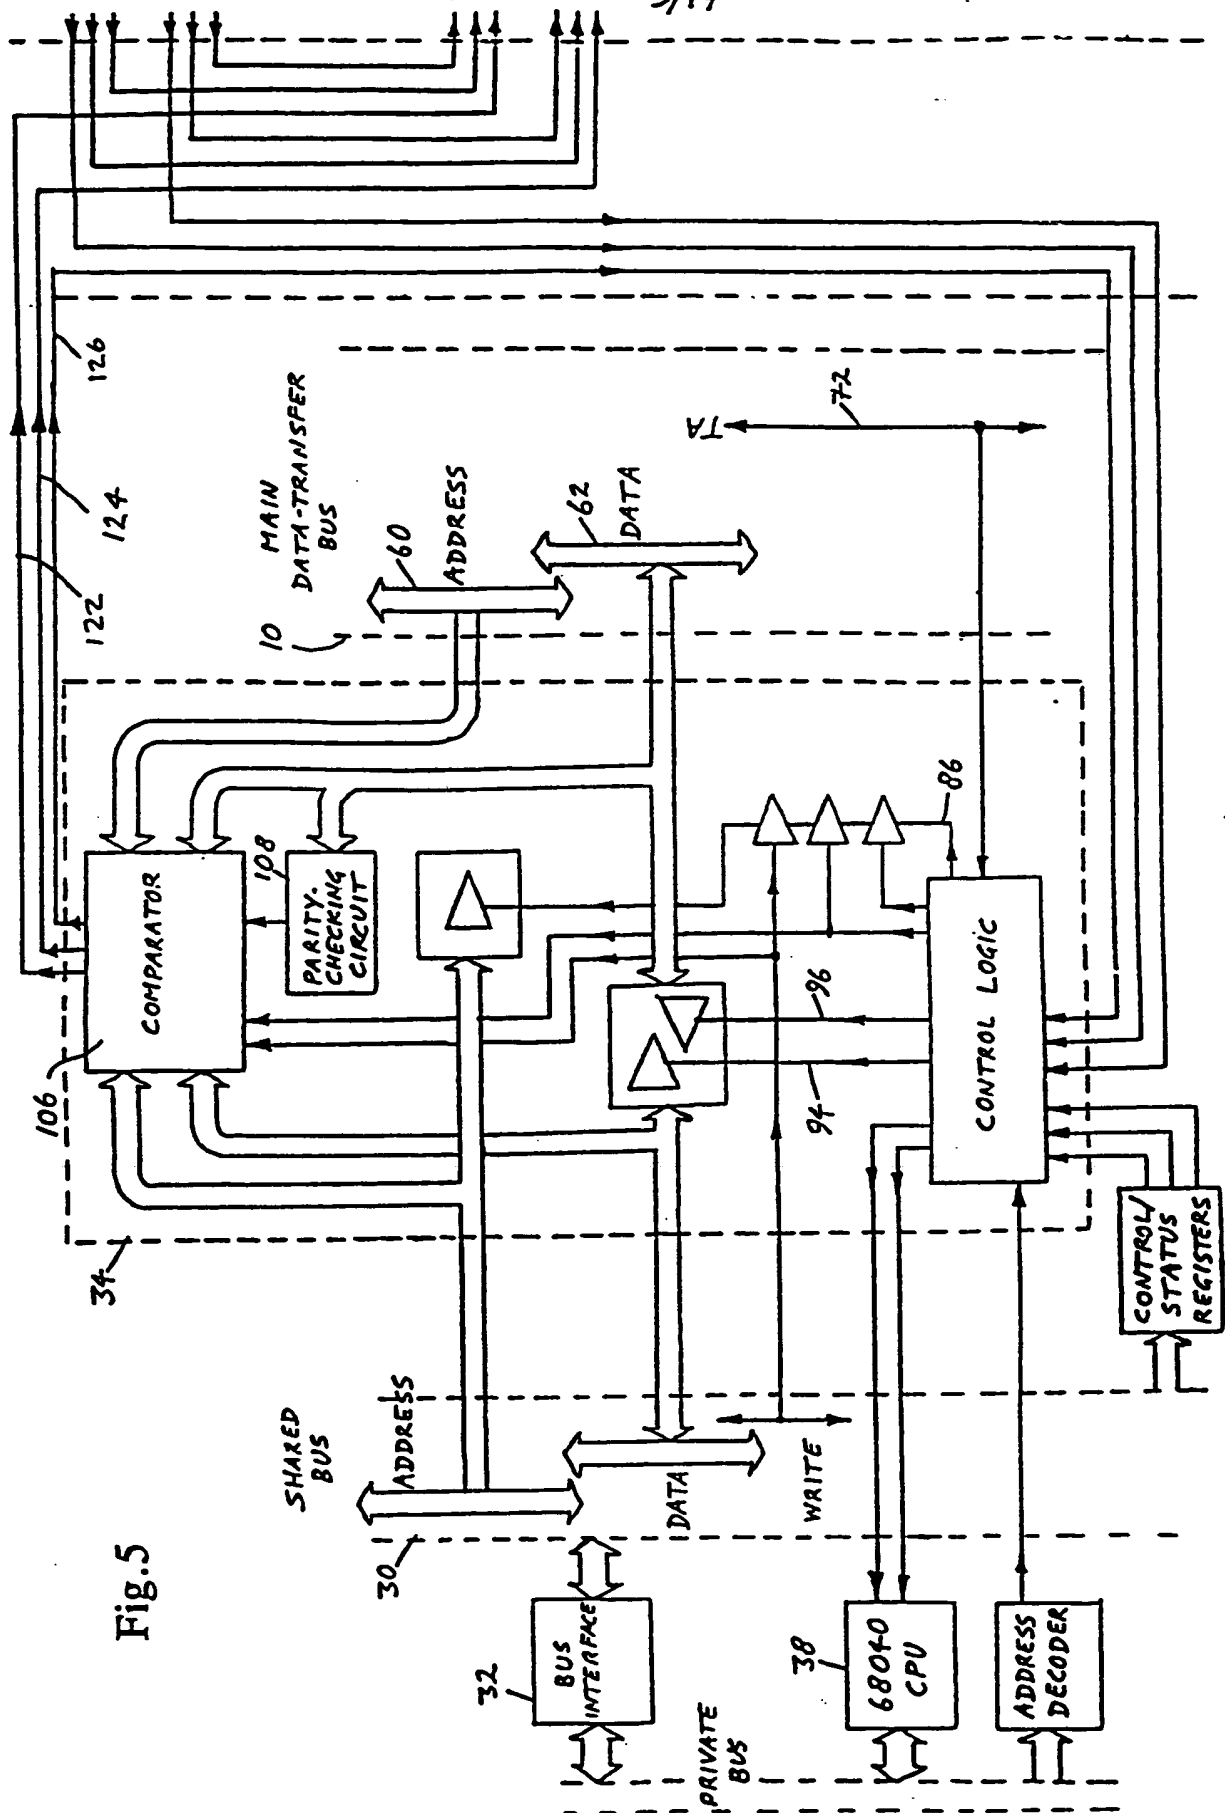 Fig.5
PRIVATE
BUS
32
BUS
INTERFACE
38
68040
CPU
ADDRESS
DECODER
30
SHARED
BUS
ADDRESS
DATA
WRITE
CONTROL/
STATUS
REGISTERS
34
106
COMPARATOR
108
PARITY-
CHECKING
CIRCUIT
94
96
86
CONTROL LOGIC
10
MAIN
DATA-TRANSFER
BUS
60
ADDRESS
62
DATA
TA
72
122
124
126